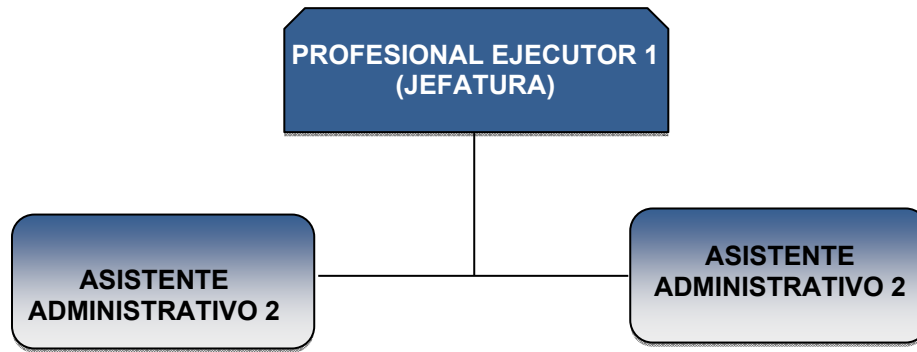 PROFESIONAL EJECUTOR 1
(JEFATURA)
ASISTENTE
ADMINISTRATIVO 2
ASISTENTE
ADMINISTRATIVO 2